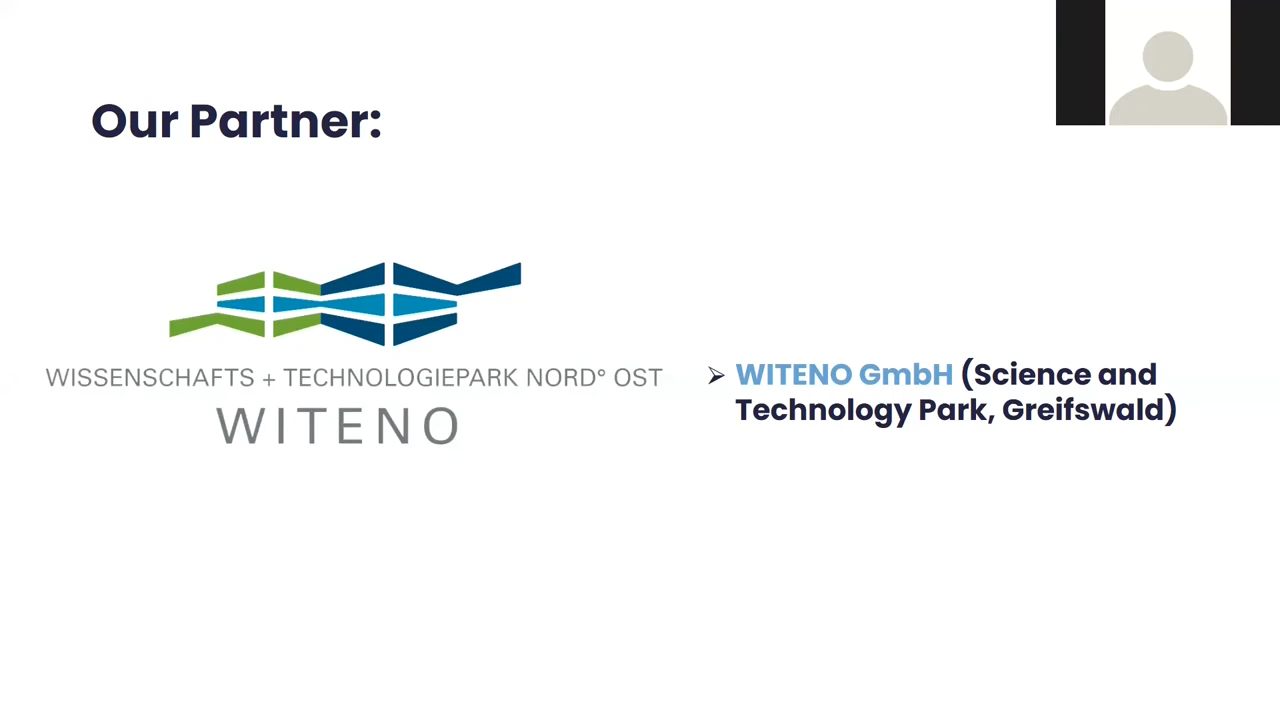 Our Partner:
WISSENSCHAFTS + TECHNOLOGIEPARK NORD° OST
WITENO
➢ WITENO GmbH (Science and
Technology Park, Greifswald)